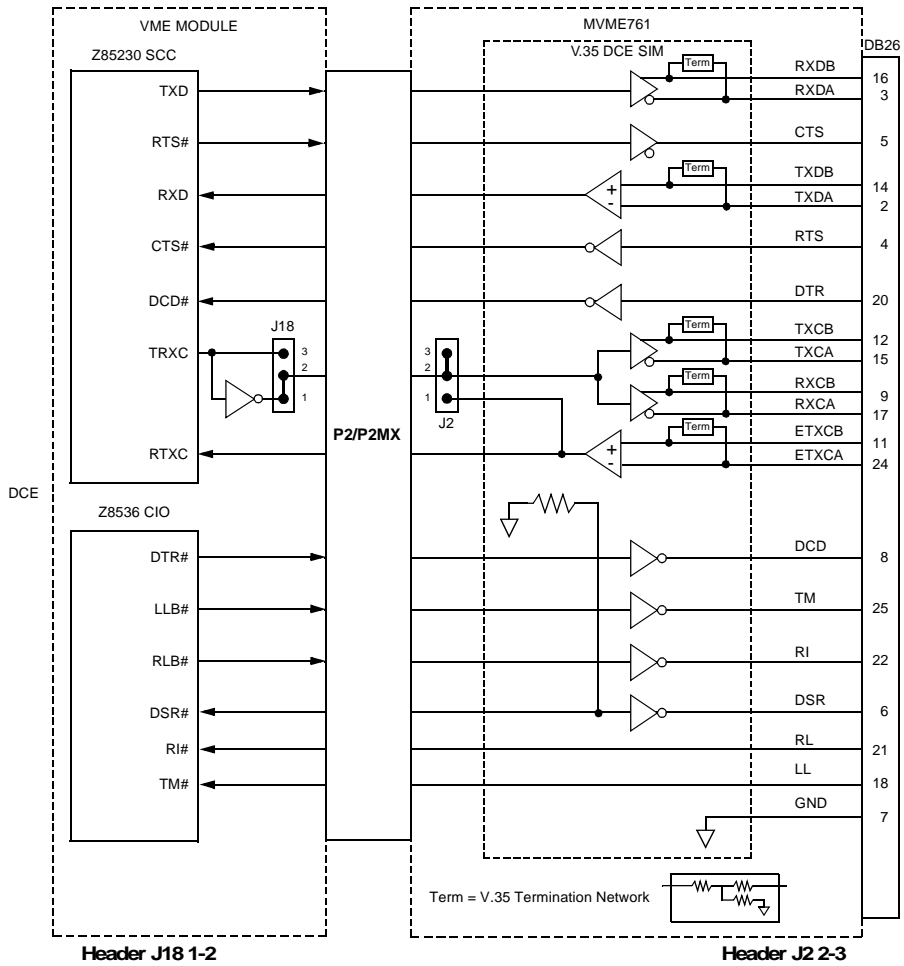 VME MODULE
MVME761
Z85230 SCC
V.35 DCE SIM
DB26
TXD
Term
RXDB
16
RXDA
3
RTS#
CTS
5
RXD
+
-
Term
TXDB
14
TXDA
2
CTS#
RTS
4
DCD#
DTR
20
TRXC
J18
3
2
1
3
2
1
J2
Term
TXCB
12
TXCA
15
Term
RXCB
9
RXCA
17
P2/P2MX
RTXC
+
-
Term
ETXCB
11
ETXCA
24
DCE
Z8536 CIO
DTR#
DCD
8
LLB#
TM
25
RLB#
RI
22
DSR#
DSR
6
RI#
RL
21
TM#
LL
18
GND
7
Term = V.35 Termination Network
Header J18 1-2
Header J2 2-3